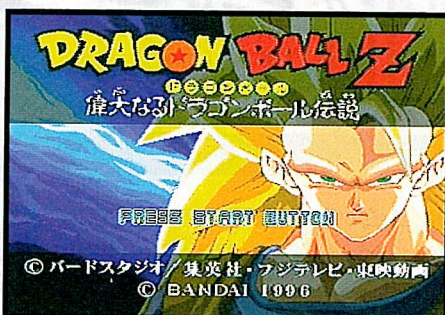 DRAGON BALL Z
ドラゴンボール
偉大なるドラゴンボール伝説
PRESS START BUTTON
© バードスタジオ/集英社・フジテレビ・東映動画
© BANDAI 1996